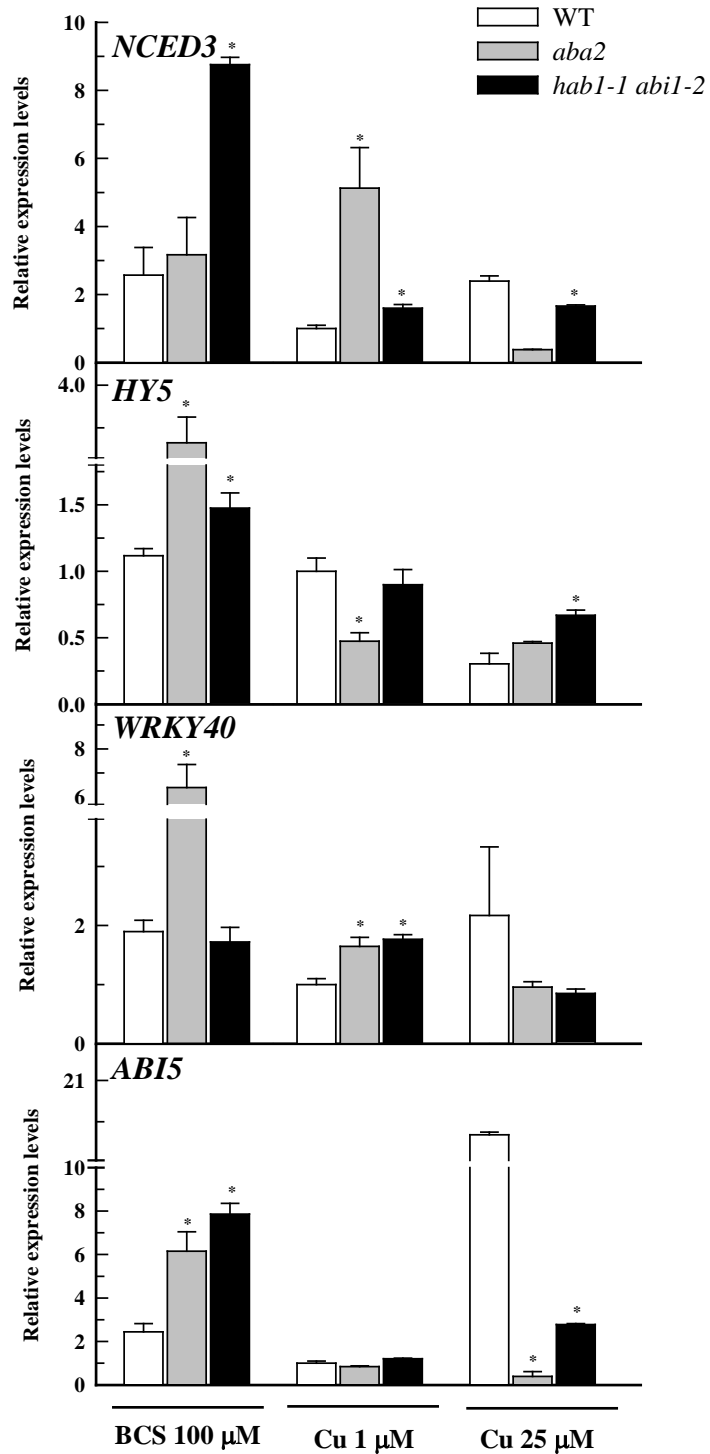 WT
aba2
hab1-1 abi1-2
NCED3
Relative expression levels
10
8
6
4
2
0
*
*
*
*
HY5
Relative expression levels
4.0
1.5
1.0
0.5
0.0
*
*
*
*
WRKY40
Relative expression levels
8
6
2
0
*
*
*
ABI5
Relative expression levels
21
10
8
6
4
2
0
*
*
*
*
BCS 100 µM
Cu 1 µM
Cu 25 µM